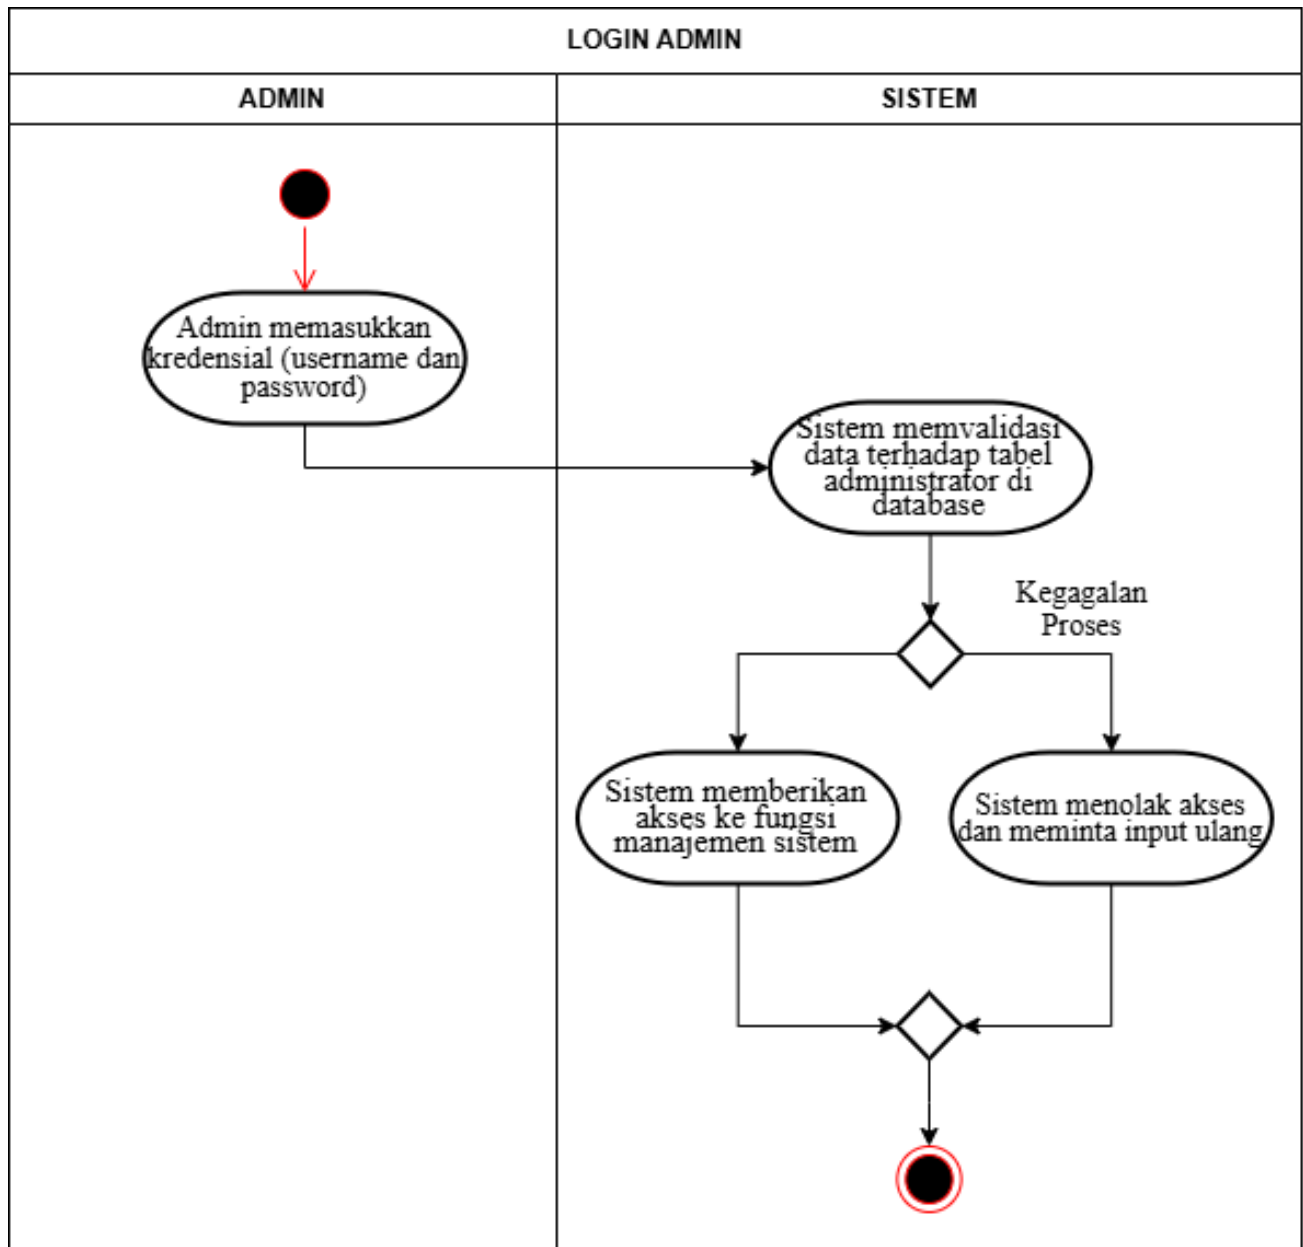 LOGIN ADMIN
ADMIN
SISTEM
Admin memasukkan
kredensial (username dan
password)
Sistem memvalidasi
data terhadap tabel
administrator di
database
Kegagalan
Proses
Sistem memberikan
akses ke fungsi
manajemen sistem
Sistem menolak akses
dan meminta input ulang